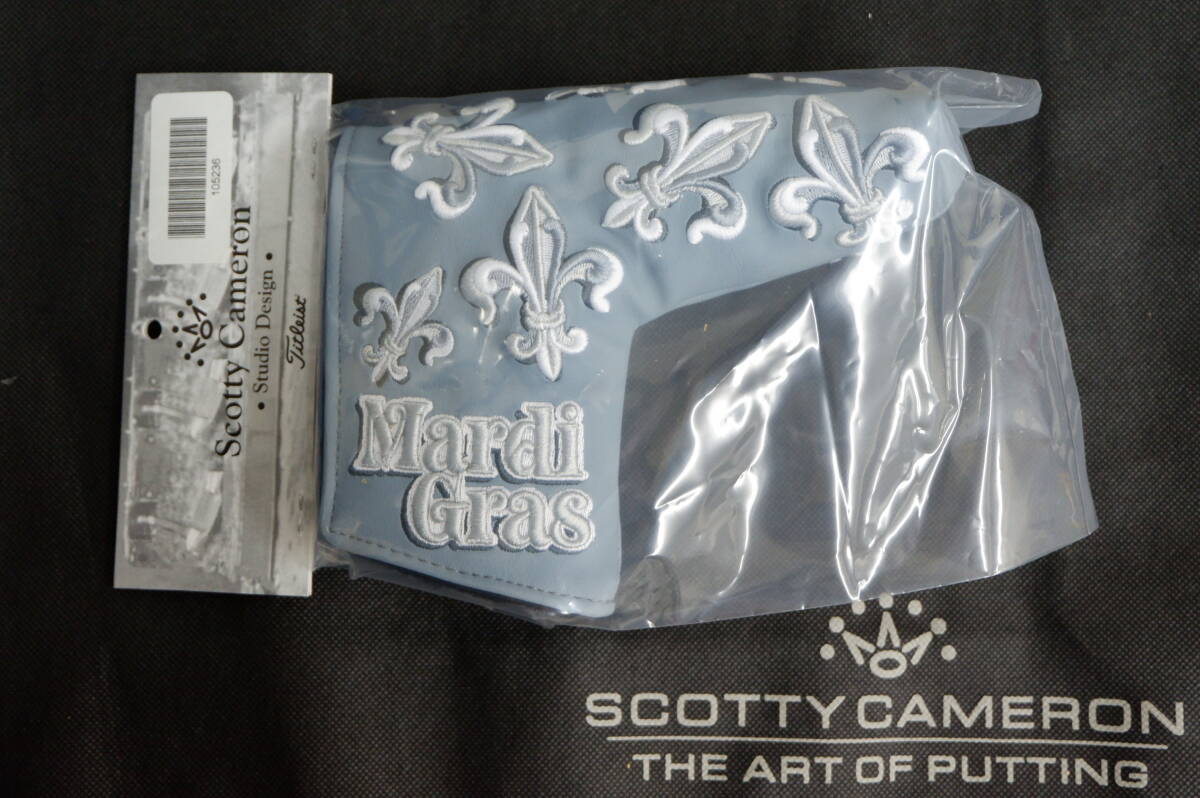 105236
Scotty Cameron
• Studio Design •
Titleist
Mardi
Gras
SCOTTY CAMERON
THE ART OF PUTTING